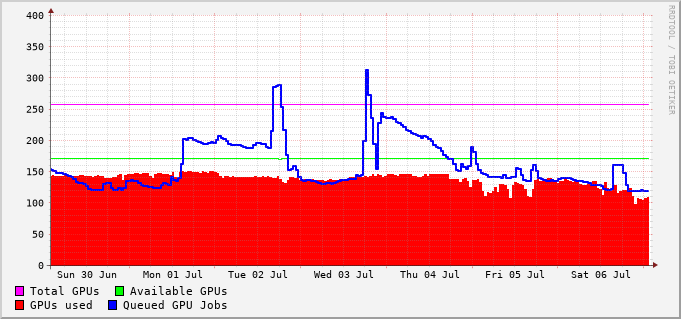 RRDTOOL / TOBI OETIKER
400
350
300
250
200
150
100
50
0
Sun 30 Jun Mon 01 Jul Tue 02 Jul Wed 03 Jul Thu 04 Jul Fri 05 Jul Sat 06 Jul
Total GPUs Available GPUs
GPUs used Queued GPU Jobs